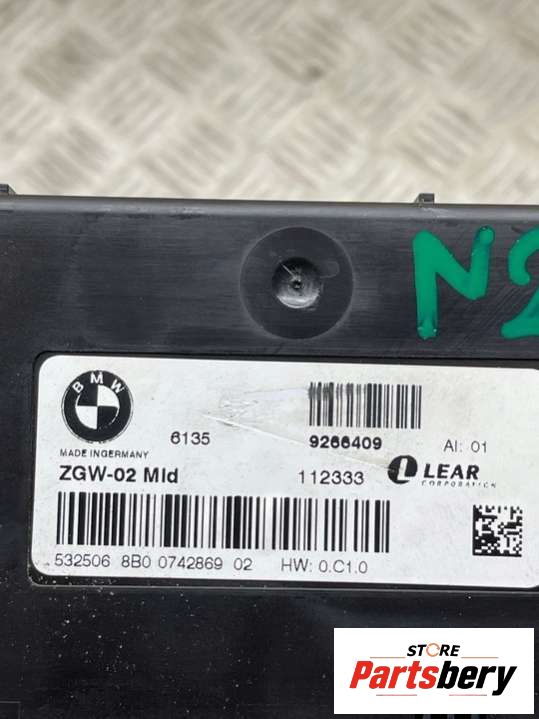 N2
BMW
MADE IN GERMANY
6135
9266409
AI: 01
ZGW-02 MId
112333
LEAR
CORPORATION
532506 8B0 0742869 02
HW: 0.C1.0
STORE
Partsbery